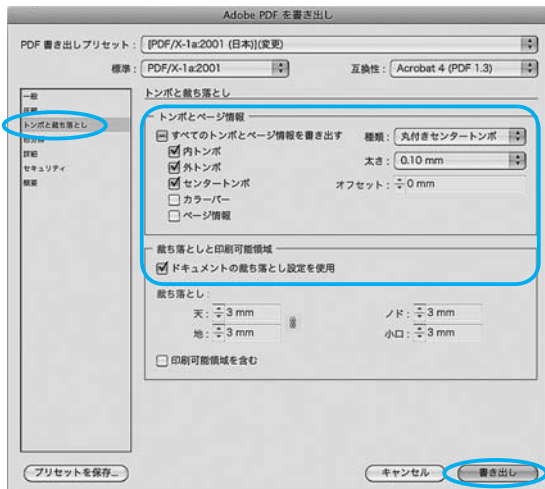 Adobe PDF を書き出し
PDF 書き出しプリセット： [PDF/X-1a:2001 (日本)](変更)
標準： PDF/X-1a:2001 互換性： Acrobat 4 (PDF 1.3)
一般
圧縮
トンボと裁ち落とし
色分解
詳細
セキュリティ
概要
トンボと裁ち落とし
トンボとページ情報
すべてのトンボとページ情報を書き出す 種類： 丸付きセンタートンボ
内トンボ
外トンボ 太さ： 0.10 mm
センタートンボ オフセット： 0 mm
カラーバー
ページ情報
裁ち落としと印刷可能領域
ドキュメントの裁ち落とし設定を使用
裁ち落とし：
天： 3 mm ノド： 3 mm
地： 3 mm 小口： 3 mm
印刷可能領域を含む
プリセットを保存... キャンセル 書き出し